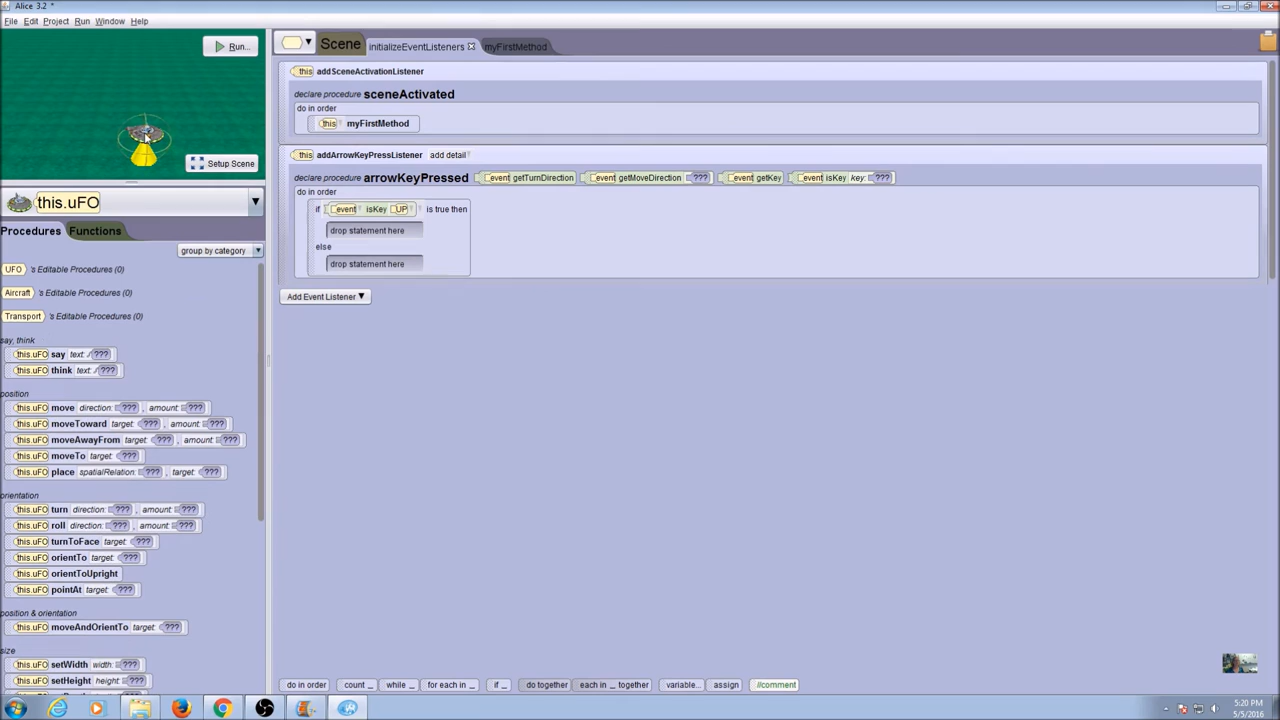 Alice 3.2 *
File Edit Project Run Window Help
Run...
Setup Scene
this.uFO
Procedures Functions
group by category
UFO 's Editable Procedures (0)
Aircraft 's Editable Procedures (0)
Transport 's Editable Procedures (0)
say, think
this.uFO say text: ???
this.uFO think text: ???
position
this.uFO move direction: ??? , amount: ???
this.uFO moveToward target: ??? , amount: ???
this.uFO moveAwayFrom target: ??? , amount: ???
this.uFO moveTo target: ???
this.uFO place spatialRelation: ??? , target: ???
orientation
this.uFO turn direction: ??? , amount: ???
this.uFO roll direction: ??? , amount: ???
this.uFO turnToFace target: ???
this.uFO orientTo target: ???
this.uFO orientToUpright
this.uFO pointAt target: ???
position & orientation
this.uFO moveAndOrientTo target: ???
size
this.uFO setWidth width: ???
this.uFO setHeight height: ???
Scene initializeEventListeners myFirstMethod
this addSceneActivationListener
declare procedure sceneActivated
do in order
this myFirstMethod
this addArrowKeyPressListener add detail
declare procedure arrowKeyPressed event getTurnDirection event getMoveDirection ??? event getKey event isKey key: ???
do in order
if event isKey UP is true then
drop statement here
else
drop statement here
Add Event Listener
do in order count _ while _ for each in _ if _ do together each in _ together variable... assign //comment
5:20 PM
5/5/2016